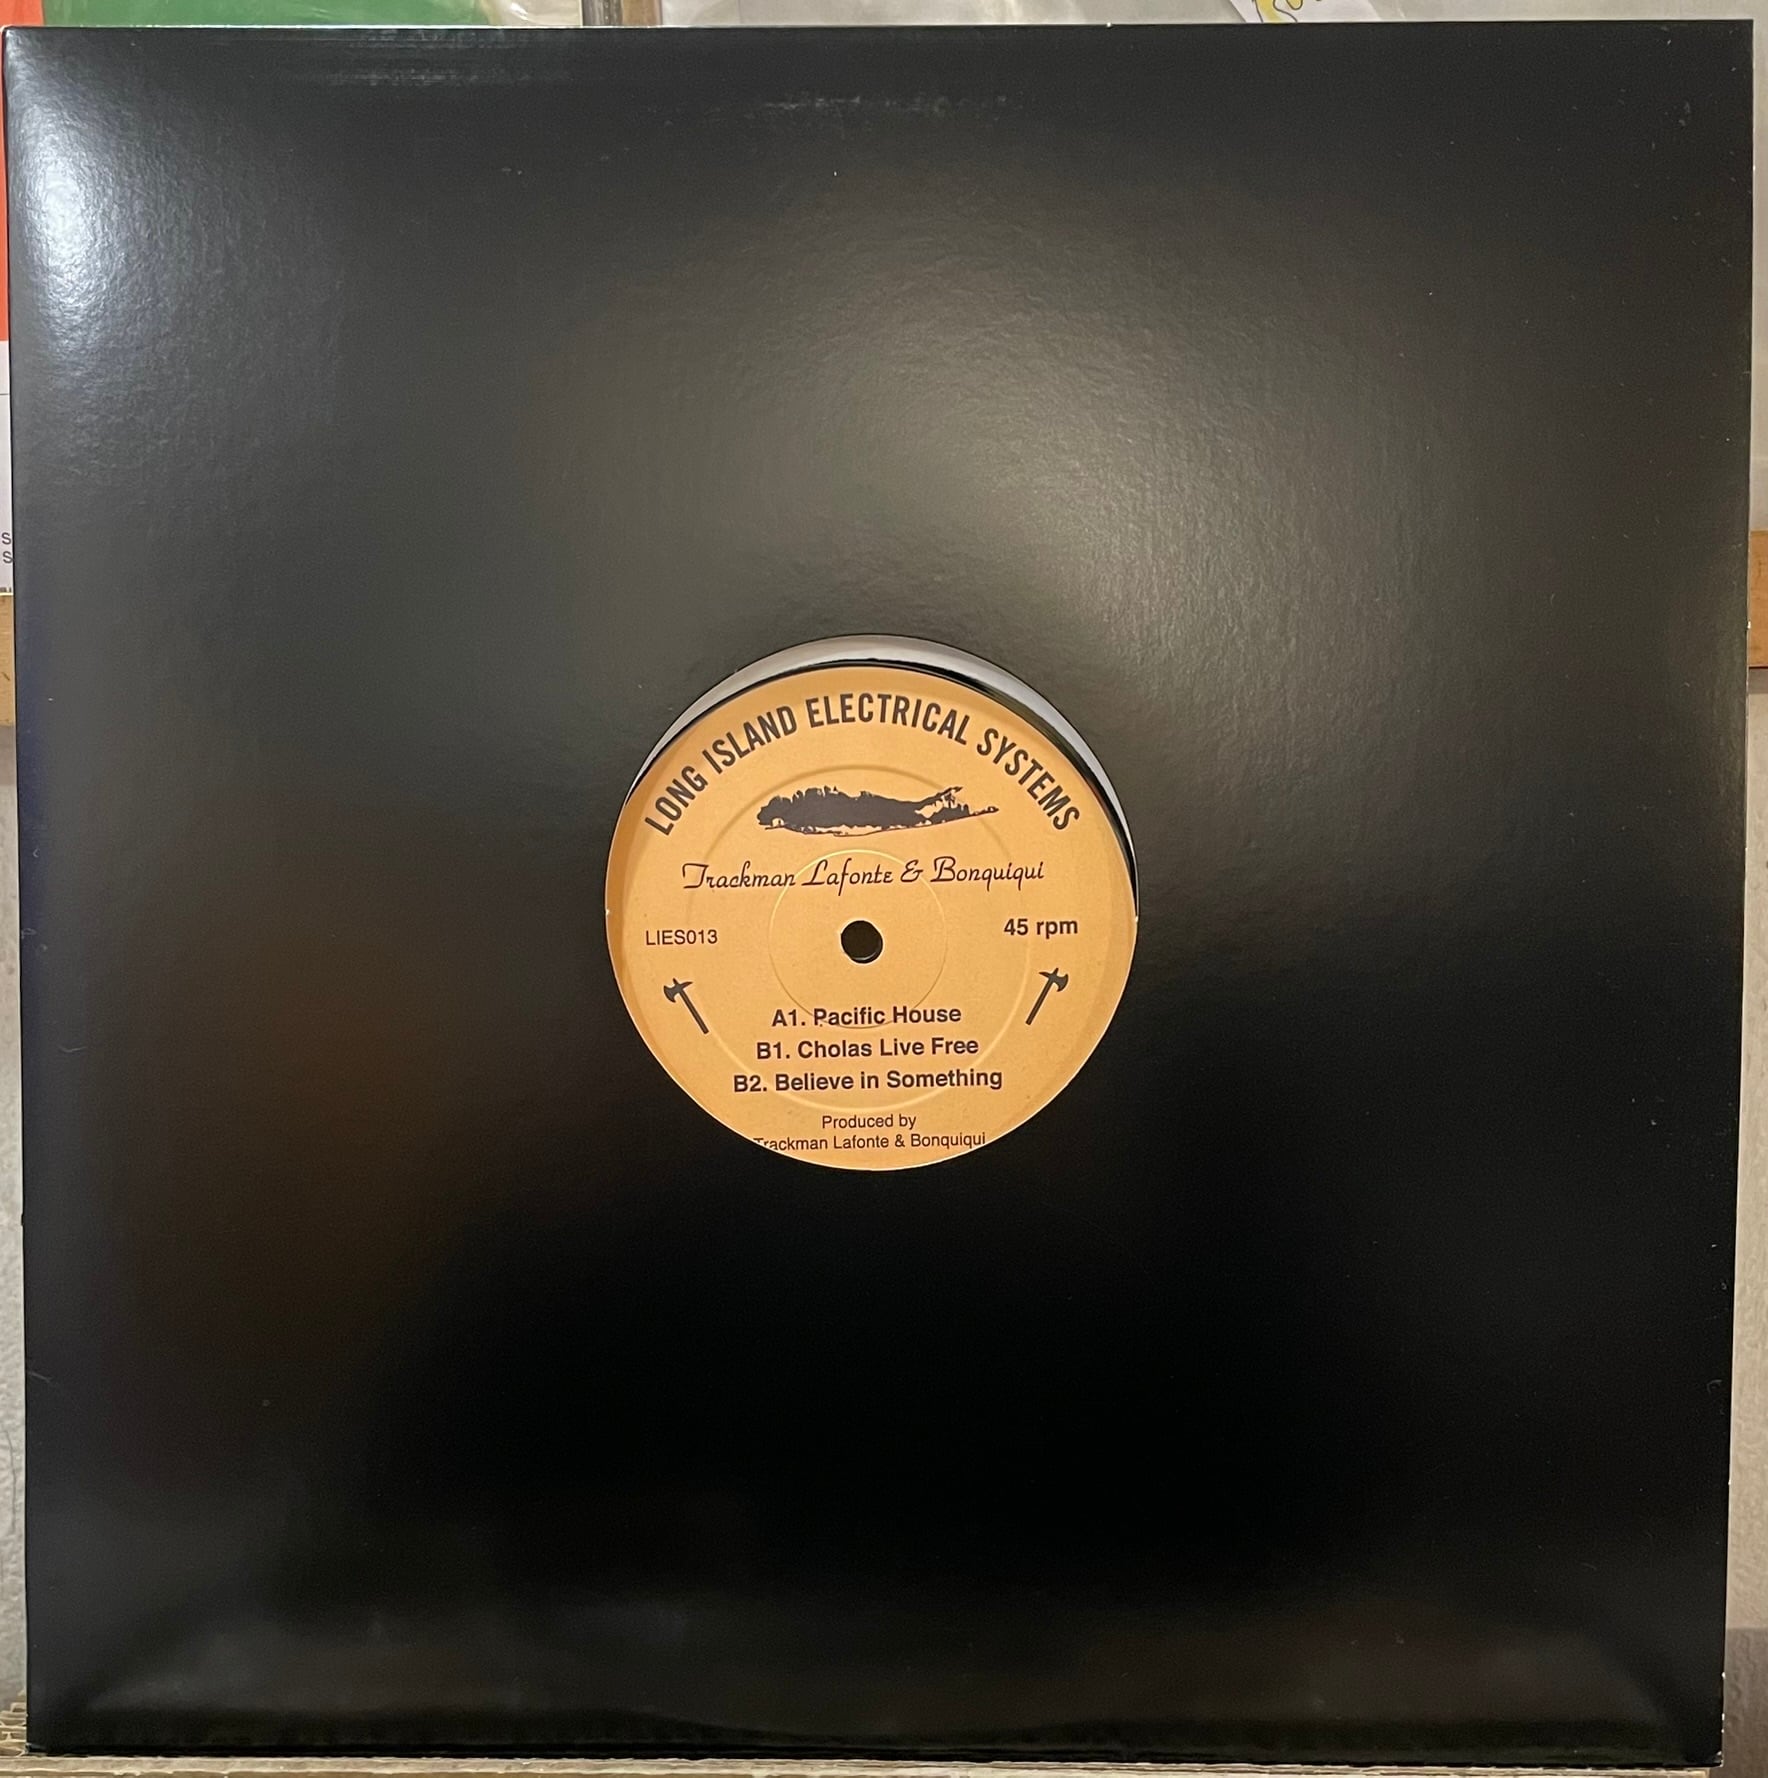 LONG ISLAND ELECTRICAL SYSTEMS
Trackman Lafonte & Bonquiqui
LIES013
45 rpm
A1. Pacific House
B1. Cholas Live Free
B2. Believe in Something
Produced by
Trackman Lafonte & Bonquiqui
S
S